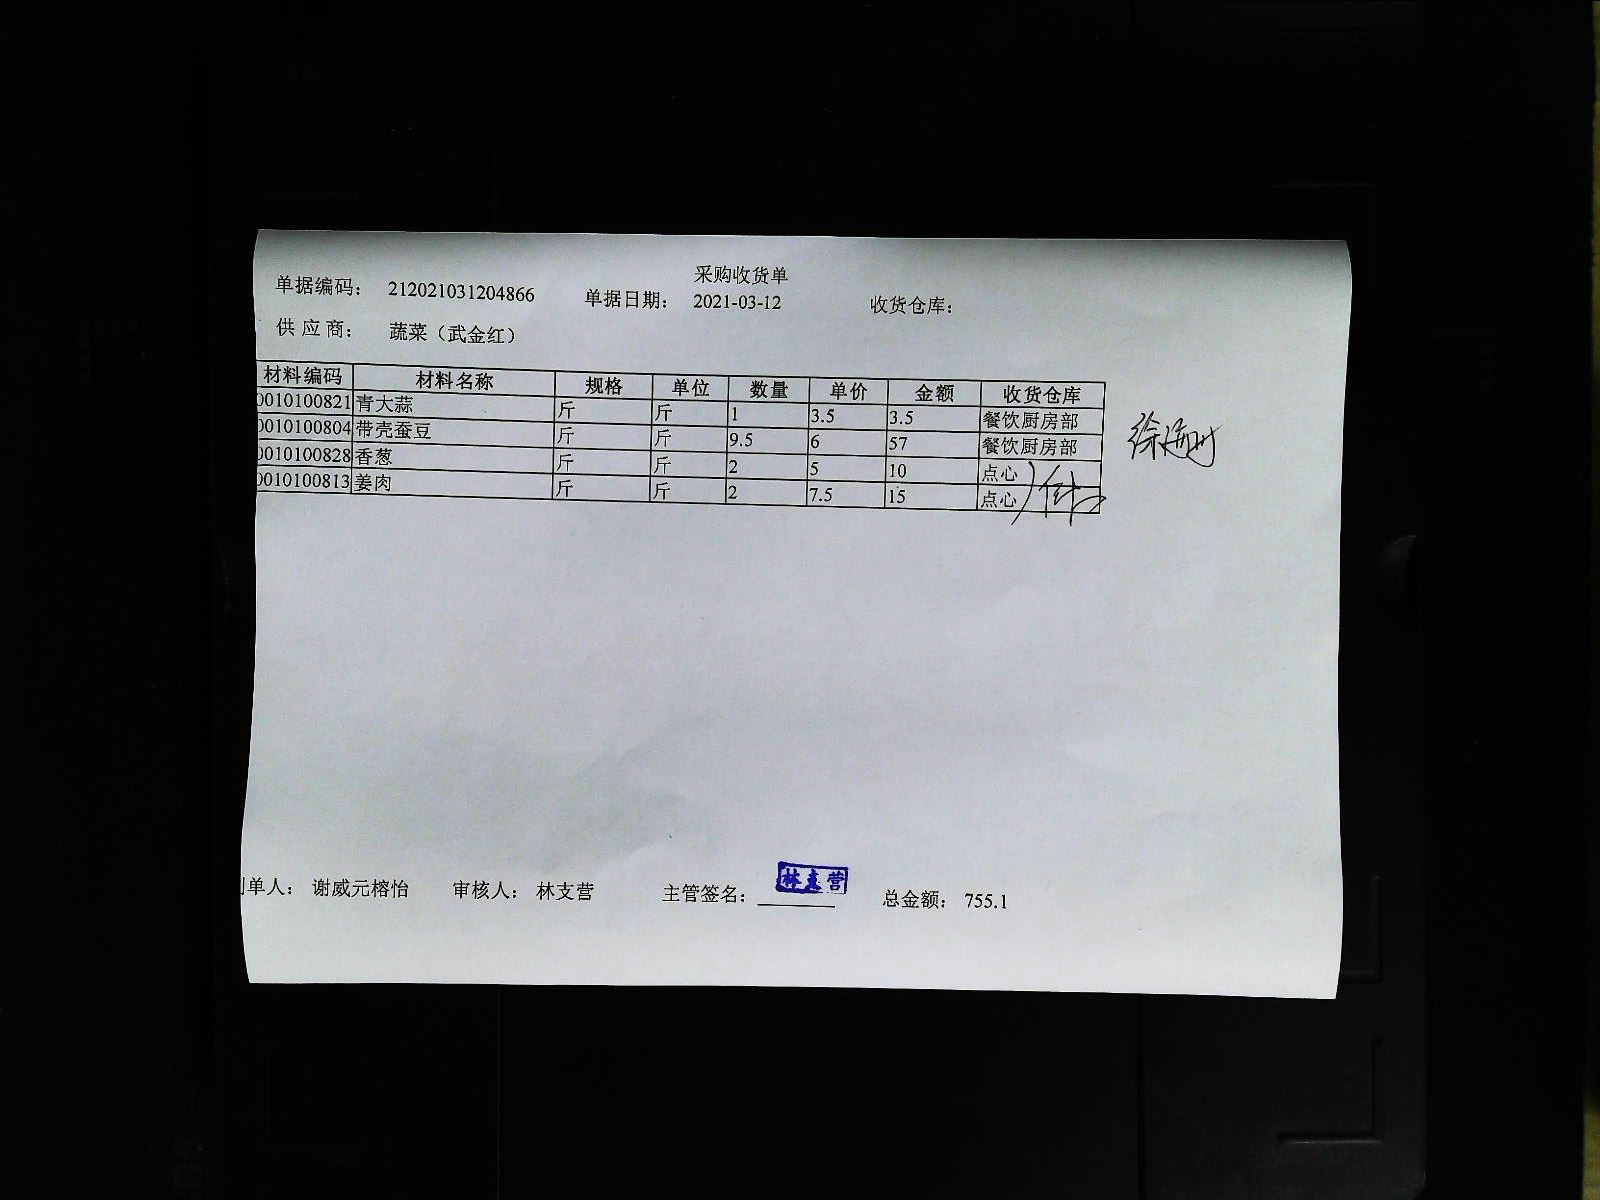 采购收货单
单据编码： 212021031204866 单据日期： 2021-03-12 收货仓库：
供 应 商： 蔬菜（武金红）
材料编码 材料名称 规格 单位 数量 单价 金额 收货仓库
0010100821 青大蒜 斤 斤 1 3.5 3.5 餐饮厨房部
0010100804 带壳蚕豆 斤 斤 9.5 6 57 餐饮厨房部
0010100828 香葱 斤 斤 2 5 10 点心
0010100813 姜肉 斤 斤 2 7.5 15 点心
单人： 谢威元榕怡 审核人： 林支营 主管签名： 林支营 总金额： 755.1